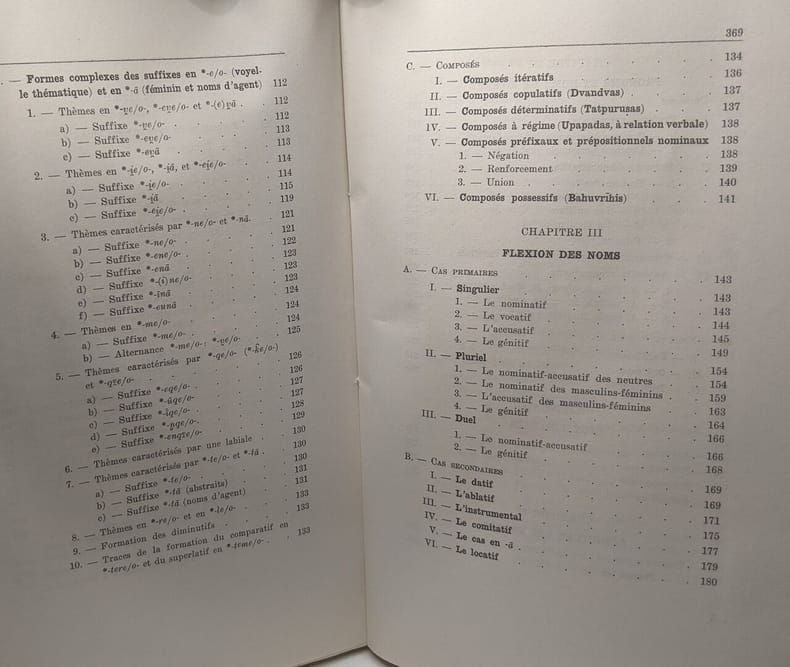 . — Formes complexes des suffixes en *-e/o- (voyel-
le thématique) et en *-ā (féminin et noms d'agent) 112
1. — Thèmes en *-u̯e/o-, *-eu̯e/o- et *-(e)u̯ā . 112
a) — Suffixe *-u̯e/o- . . . . 112
b) — Suffixe *-eu̯e/o- . . . . 113
c) — Suffixe *-eu̯ā . . . . 113
2. — Thèmes en *-i̯e/o-, *-i̯ā, et *-ei̯e/o- . . 114
a) — Suffixe *-i̯e/o- . . . . 114
b) — Suffixe *-i̯ā . . . . 115
c) — Suffixe *-ei̯e/o- . . . . 119
3. — Thèmes caractérisés par *-ne/o- et *-nā. . 121
a) — Suffixe *-ne/o- . . . . 121
b) — Suffixe *-ene/o- . . . . 122
c) — Suffixe *-enā . . . . 123
d) — Suffixe *-(i)ne/o- . . . . 123
e) — Suffixe *-īnā . . . . 123
f) — Suffixe *-eunā . . . . 124
4. — Thèmes en *-me/o- . . . . 124
a) — Suffixe *-me/o- . . . . 124
b) — Alternance *-me/o- : *-u̯e/o- . . 125
5. — Thèmes caractérisés par *-qe/o- (*-k̂e/o-)
et *-qze/o- . . . . 126
a) — Suffixe *-eqe/o- . . . . 126
b) — Suffixe *-āqe/o- . . . . 127
c) — Suffixe *-iqe/o- . . . . 127
d) — Suffixe *-n̥qe/o- . . . . 128
e) — Suffixe *-enqze/o- . . . . 129
6. — Thèmes caractérisés par une labiale . 130
7. — Thèmes caractérisés par *-te/o- et *-tā . 130
a) — Suffixe *-te/o- . . . . 130
b) — Suffixe *-tā (abstraits) . . . 131
c) — Suffixe *-tā (noms d'agent) . . . 131
8. — Thèmes en *-re/o- et en *-le/o- . . . 133
9. — Formation des diminutifs . . . . 133
10. — Traces de la formation du comparatif en
*-tere/o- et du superlatif en *-teme/o- . . 133
369
C. — Composés . . . . 134
I. — Composés itératifs . . . . 136
II. — Composés copulatifs (Dvandvas) . . . 137
III. — Composés déterminatifs (Tatpuruṣas) . . . 137
IV. — Composés à régime (Upapadas, à relation verbale) 138
V. — Composés préfixaux et prépositionnels nominaux 138
1. — Négation . . . . 138
2. — Renforcement . . . . 139
3. — Union . . . . 140
VI. — Composés possessifs (Bahuvrīhis) . . . 141
CHAPITRE III
FLEXION DES NOMS
A. — Cas primaires . . . . 143
I. — Singulier . . . . 143
1. — Le nominatif . . . . 143
2. — Le vocatif . . . . 144
3. — L'accusatif . . . . 145
4. — Le génitif . . . . 149
II. — Pluriel . . . . 154
1. — Le nominatif-accusatif des neutres . . . 154
2. — Le nominatif des masculins-féminins . . . 159
3. — L'accusatif des masculins-féminins . . . 163
4. — Le génitif . . . . 164
III. — Duel . . . . 166
1. — Le nominatif-accusatif . . . . 166
2. — Le génitif . . . . 168
B. — Cas secondaires . . . . 169
I. — Le datif . . . . 169
II. — L'ablatif . . . . 171
III. — L'instrumental . . . . 175
IV. — Le comitatif . . . . 177
V. — Le cas en -ā . . . . 179
VI. — Le locatif . . . . 180